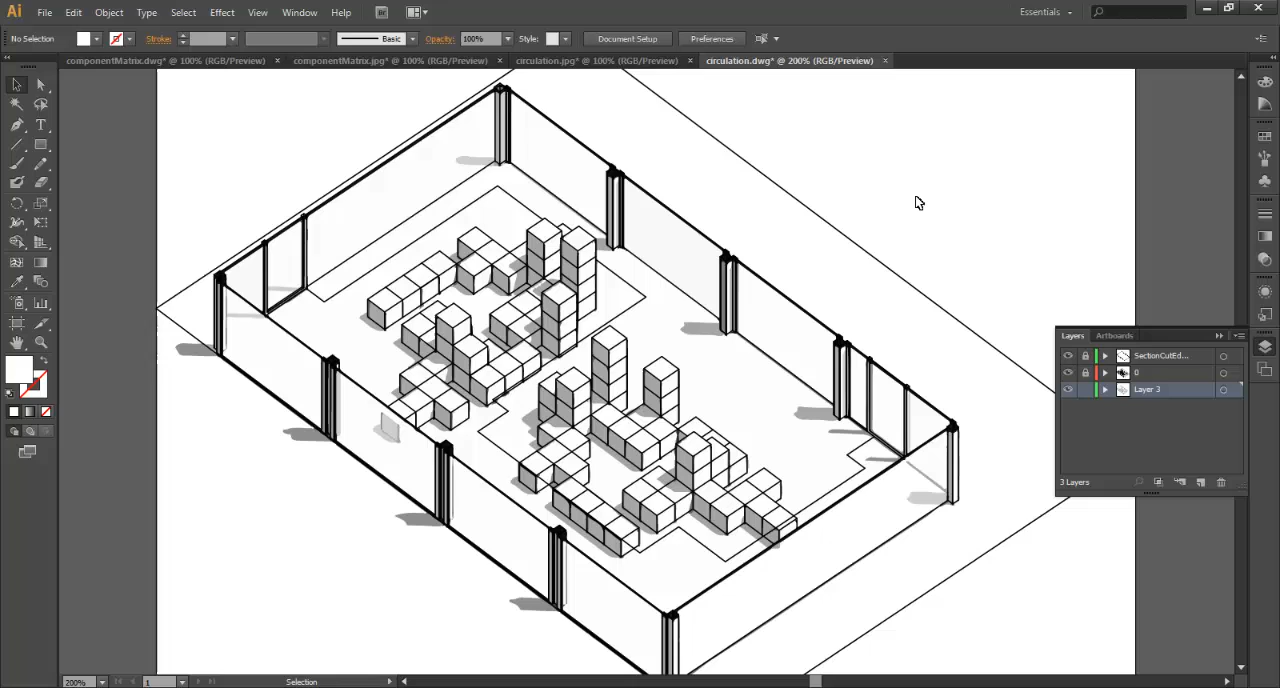 Ai File Edit Object Type Select Effect View Window Help Br Essentials
No Selection Stroke: Basic Opacity: 100% Style: Document Setup Preferences
componentMatrix.dwg* @ 100% (RGB/Preview) × componentMatrix.jpg* @ 100% (RGB/Preview) × circulation.jpg* @ 100% (RGB/Preview) × circulation.dwg* @ 200% (RGB/Preview) ×
T
Layers Artboards
SectionCutEd...
0
Layer 3
3 Layers
200% 1 Selection